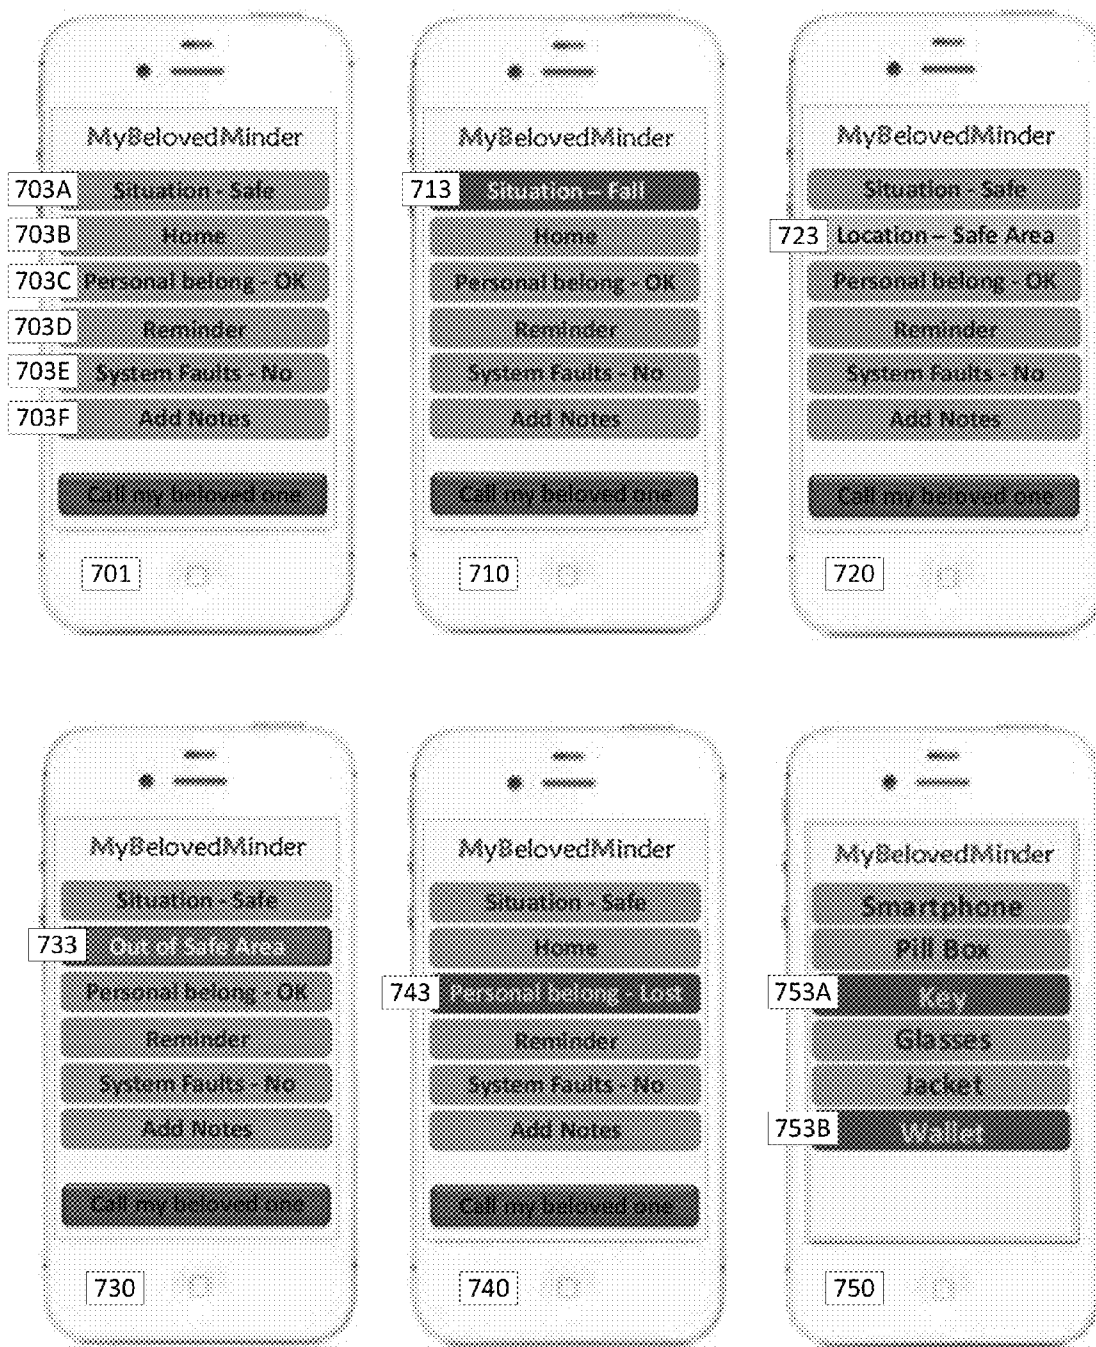 MyBelovedMinder
703A Situation - Safe
703B Home
703C Personal belong - OK
703D Reminder
703E System Faults - No
703F Add Notes
Call my beloved one
701
MyBelovedMinder
713 Situation – Fall
Home
Personal belong - OK
Reminder
System Faults - No
Add Notes
Call my beloved one
710
MyBelovedMinder
Situation - Safe
723 Location – Safe Area
Personal belong - OK
Reminder
System Faults - No
Add Notes
Call my beloved one
720
MyBelovedMinder
Situation - Safe
733 Out of Safe Area
Personal belong - OK
Reminder
System Faults - No
Add Notes
Call my beloved one
730
MyBelovedMinder
Situation - Safe
Home
743 Personal belong - Lost
Reminder
System Faults - No
Add Notes
Call my beloved one
740
MyBelovedMinder
Smartphone
Pill Box
753A Key
Glasses
Jacket
753B Wallet
750